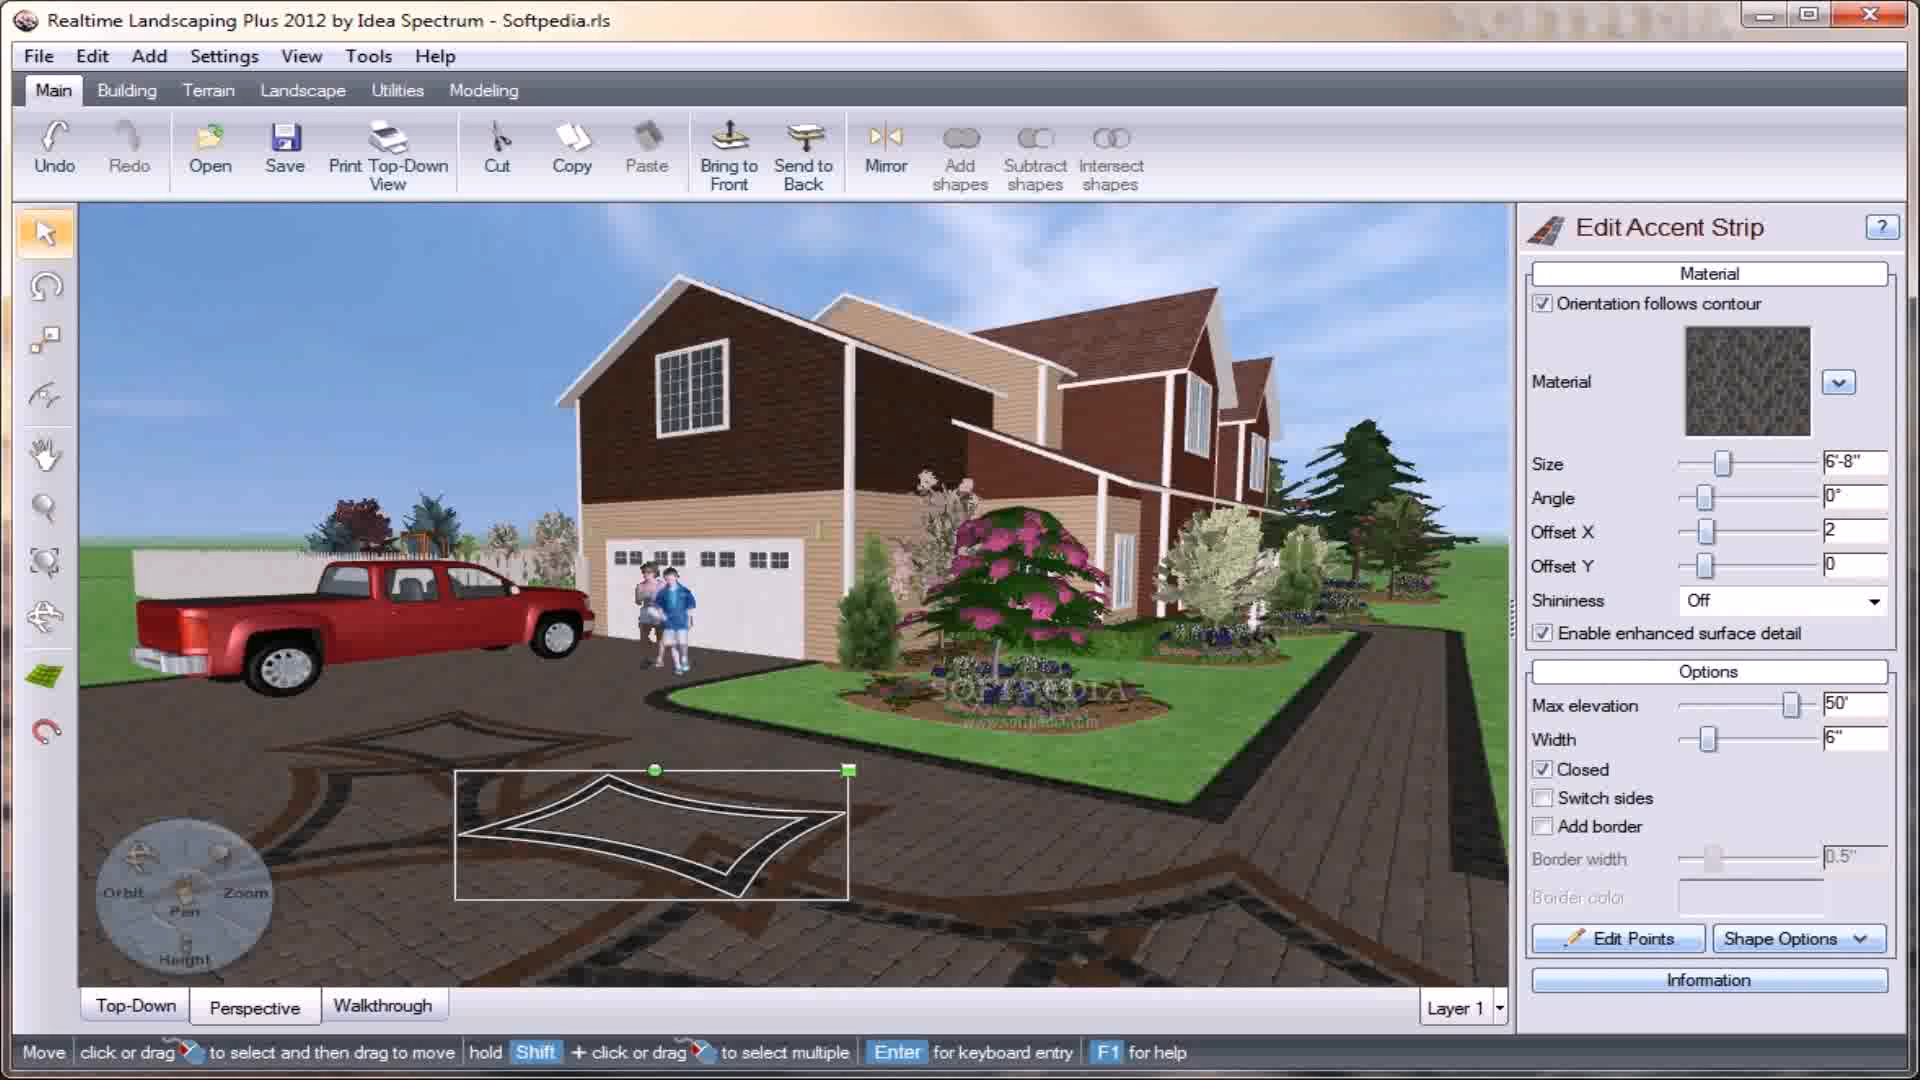 Realtime Landscaping Plus 2012 by Idea Spectrum - Softpedia.rls
SOFTPEDIA
File Edit Add Settings View Tools Help
Main Building Terrain Landscape Utilities Modeling
Undo Redo Open Save Print Top-Down View Cut Copy Paste Bring to Front Send to Back Mirror Add shapes Subtract shapes Intersect shapes
Edit Accent Strip ?
Material
Orientation follows contour
Material
Size 6'-8"
Angle 0°
Offset X 2
Offset Y 0
Shininess Off
Enable enhanced surface detail
Options
Max elevation 50'
Width 6"
Closed
Switch sides
Add border
Border width 0.5"
Border color
Edit Points Shape Options
Information
SOFTPEDIA
www.softpedia.com
Orbit Zoom
Pan
Height
Top-Down Perspective Walkthrough Layer 1
Move click or drag to select and then drag to move hold Shift + click or drag to select multiple Enter for keyboard entry F1 for help